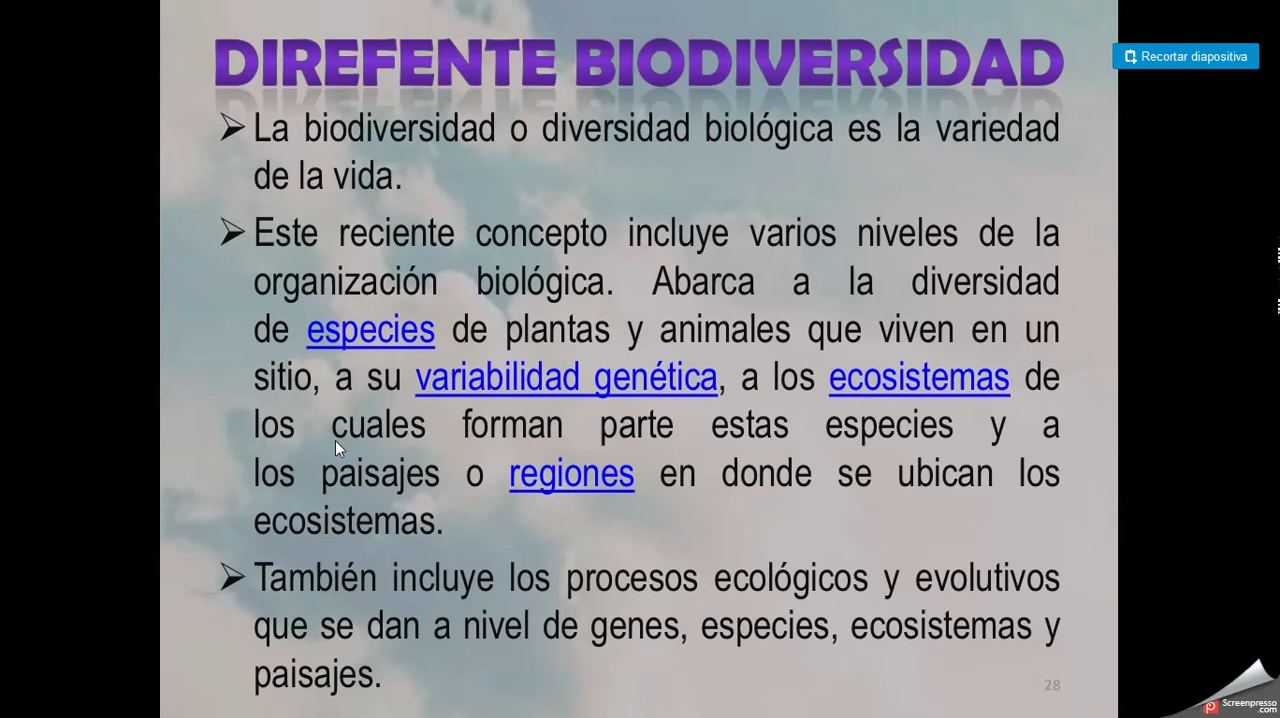 DIREFENTE BIODIVERSIDAD
Recortar diapositiva
➢ La biodiversidad o diversidad biológica es la variedad
de la vida.
➢ Este reciente concepto incluye varios niveles de la
organización biológica. Abarca a la diversidad
de especies de plantas y animales que viven en un
sitio, a su variabilidad genética, a los ecosistemas de
los cuales forman parte estas especies y a
los paisajes o regiones en donde se ubican los
ecosistemas.
➢ También incluye los procesos ecológicos y evolutivos
que se dan a nivel de genes, especies, ecosistemas y
paisajes.
28
Screenpresso
.com